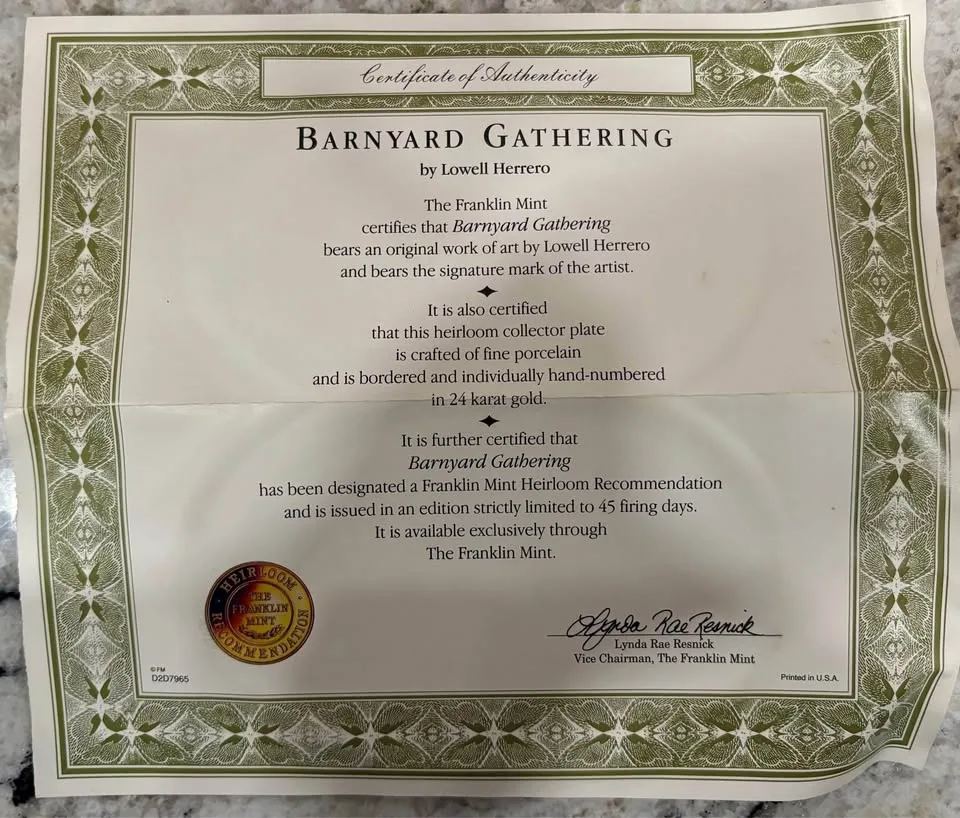 Certificate of Authenticity
BARNYARD GATHERING
by Lowell Herrero
The Franklin Mint
certifies that Barnyard Gathering
bears an original work of art by Lowell Herrero
and bears the signature mark of the artist.
It is also certified
that this heirloom collector plate
is crafted of fine porcelain
and is bordered and individually hand-numbered
in 24 karat gold.
It is further certified that
Barnyard Gathering
has been designated a Franklin Mint Heirloom Recommendation
and is issued in an edition strictly limited to 45 firing days.
It is available exclusively through
The Franklin Mint.
HEIRLOOM
THE
FRANKLIN
MINT
RECOMMENDATION
Lynda Rae Resnick
Lynda Rae Resnick
Vice Chairman, The Franklin Mint
© FM
D2D7965
Printed in U.S.A.